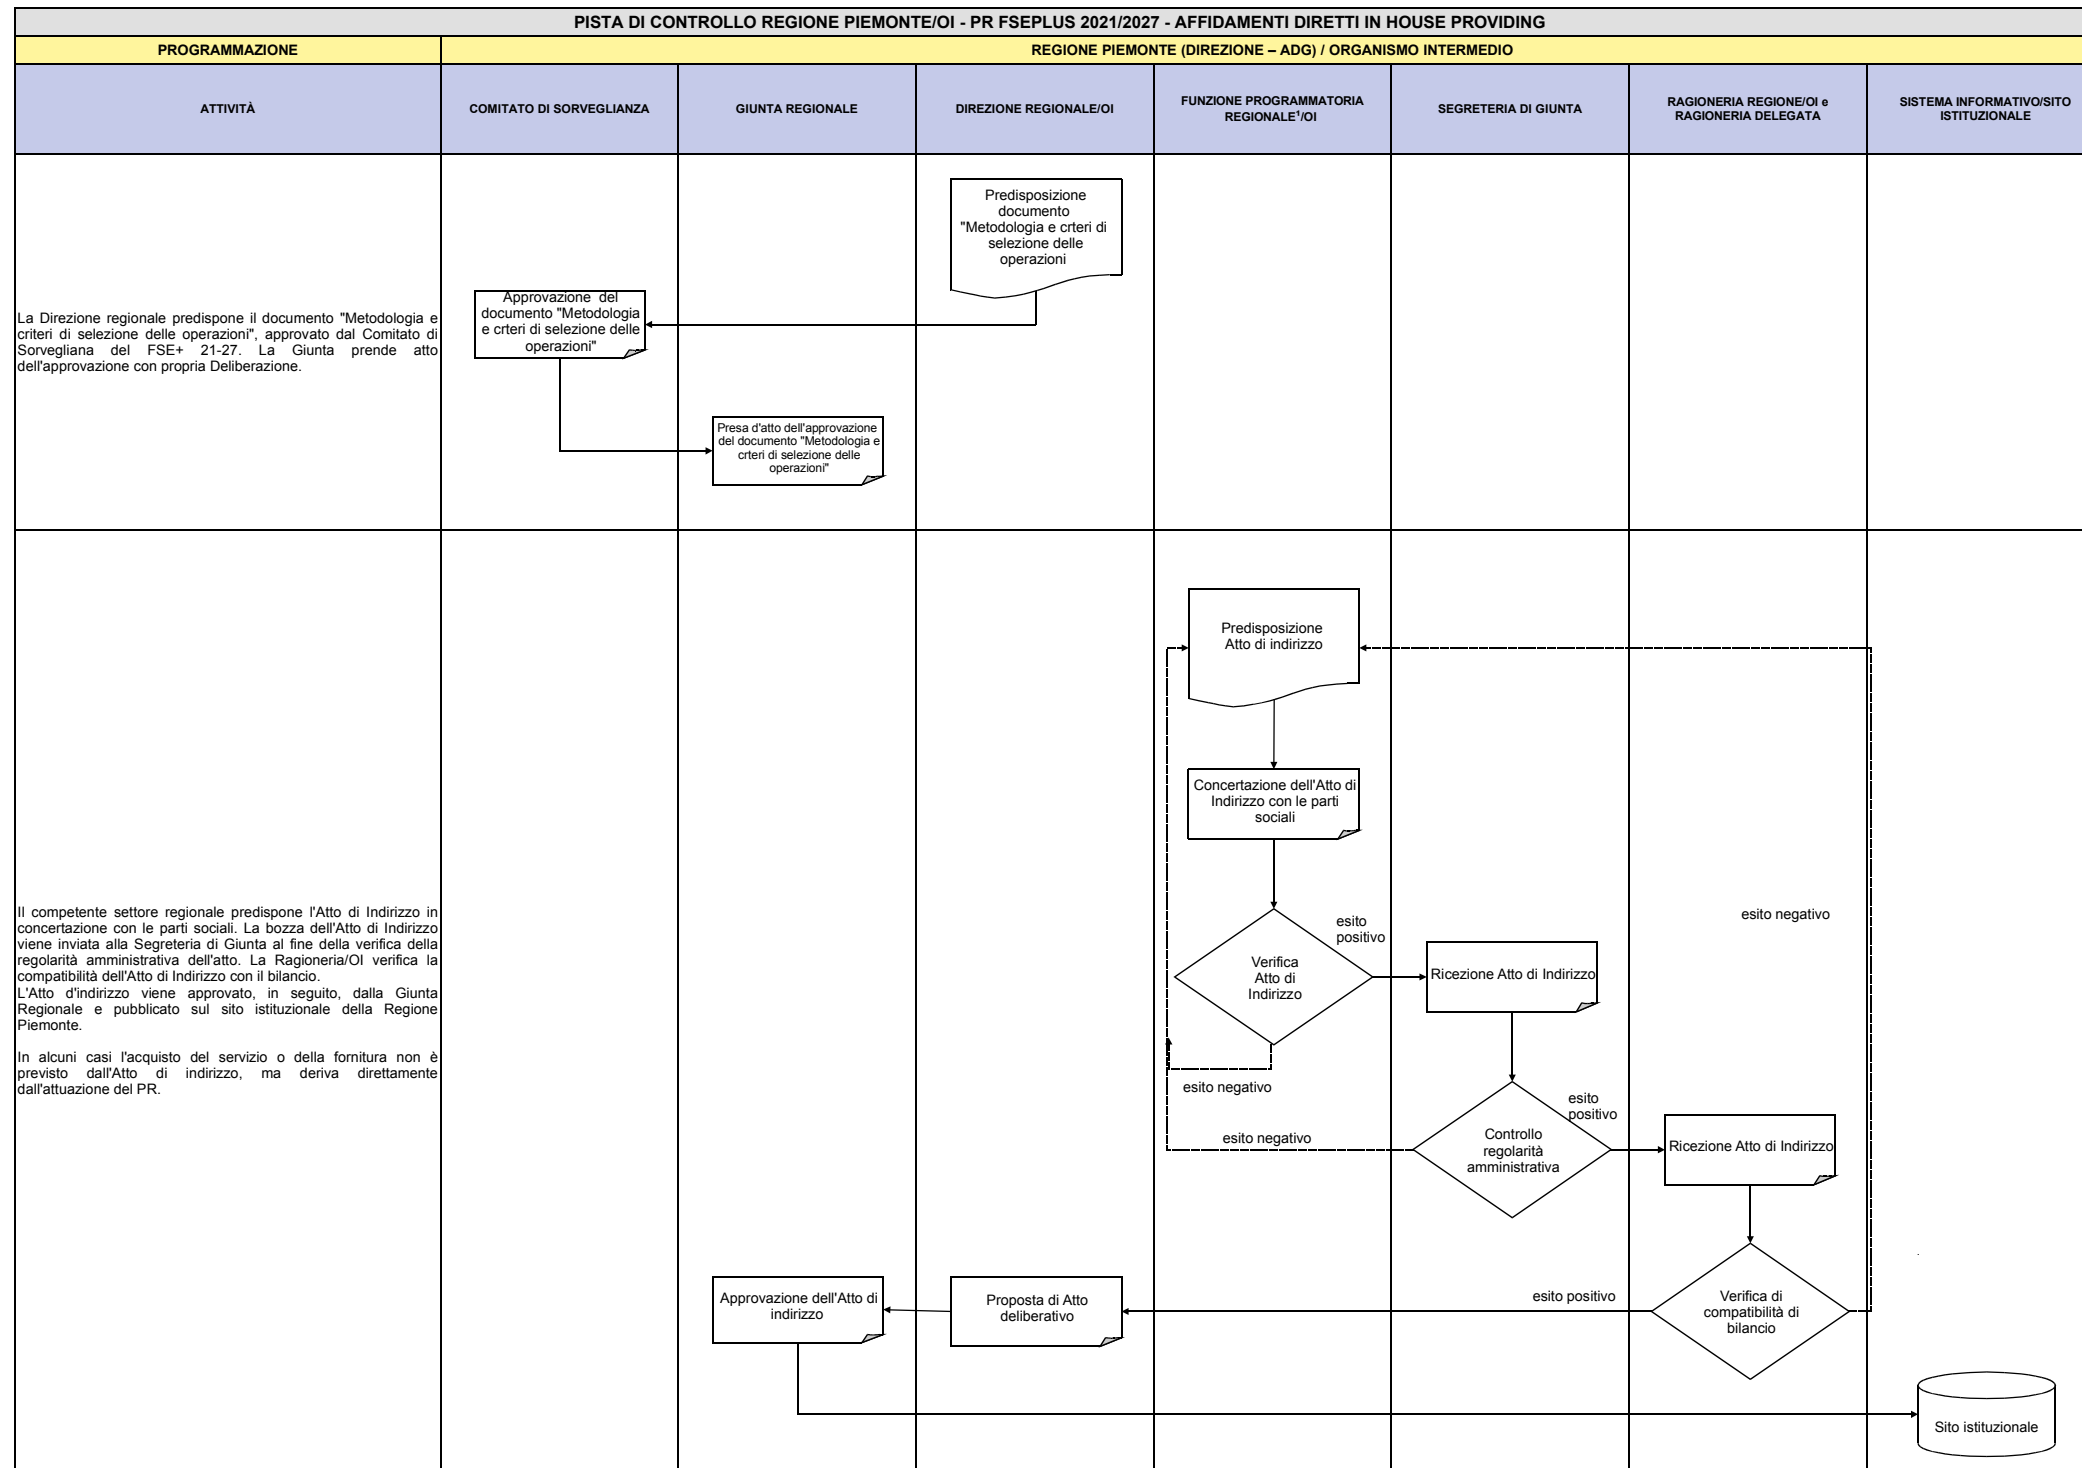 PISTA DI CONTROLLO REGIONE PIEMONTE/OI - PR FSEPLUS 2021/2027 - AFFIDAMENTI DIRETTI IN HOUSE PROVIDING
PROGRAMMAZIONE
REGIONE PIEMONTE (DIREZIONE – ADG) / ORGANISMO INTERMEDIO
ATTIVITÀ
COMITATO DI SORVEGLIANZA
GIUNTA REGIONALE
DIREZIONE REGIONALE/OI
FUNZIONE PROGRAMMATORIA
REGIONALE¹/OI
SEGRETERIA DI GIUNTA
RAGIONERIA REGIONE/OI e
RAGIONERIA DELEGATA
SISTEMA INFORMATIVO/SITO
ISTITUZIONALE
La Direzione regionale predispone il documento "Metodologia e
criteri di selezione delle operazioni", approvato dal Comitato di
Sorvegliana del FSE+ 21-27. La Giunta prende atto
dell'approvazione con propria Deliberazione.
Predisposizione
documento
"Metodologia e crteri di
selezione delle
operazioni
Approvazione del
documento "Metodologia
e crteri di selezione delle
operazioni"
Presa d'atto dell'approvazione
del documento "Metodologia e
crteri di selezione delle
operazioni"
Il competente settore regionale predispone l'Atto di Indirizzo in
concertazione con le parti sociali. La bozza dell'Atto di Indirizzo
viene inviata alla Segreteria di Giunta al fine della verifica della
regolarità amministrativa dell'atto. La Ragioneria/OI verifica la
compatibilità dell'Atto di Indirizzo con il bilancio.
L'Atto d'indirizzo viene approvato, in seguito, dalla Giunta
Regionale e pubblicato sul sito istituzionale della Regione
Piemonte.
In alcuni casi l'acquisto del servizio o della fornitura non è
previsto dall'Atto di indirizzo, ma deriva direttamente
dall'attuazione del PR.
Predisposizione
Atto di indirizzo
Concertazione dell'Atto di
Indirizzo con le parti
sociali
Verifica
Atto di
Indirizzo
esito
positivo
esito negativo
Ricezione Atto di Indirizzo
esito negativo
Controllo
regolarità
amministrativa
esito
positivo
esito negativo
Ricezione Atto di Indirizzo
Verifica di
compatibilità di
bilancio
esito positivo
Proposta di Atto
deliberativo
Approvazione dell'Atto di
indirizzo
Sito istituzionale